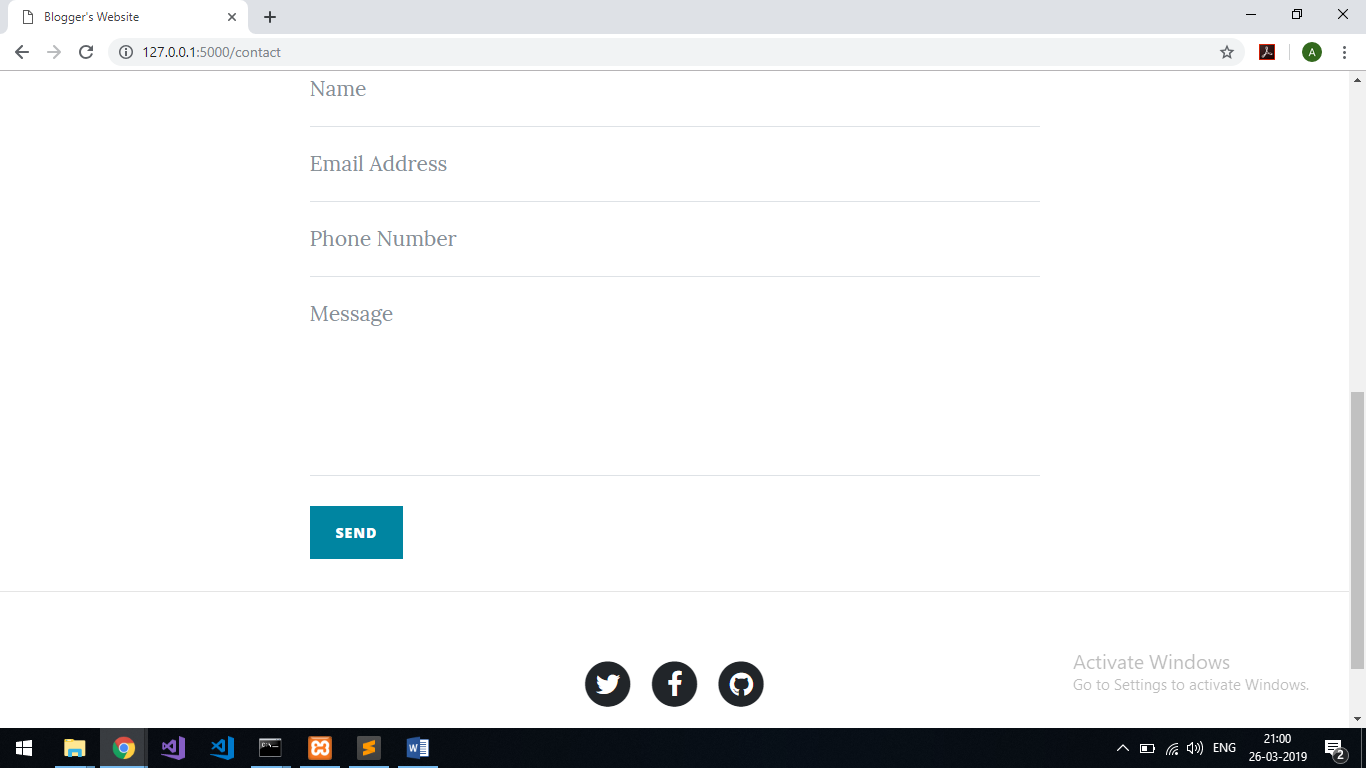 Blogger's Website
127.0.0.1:5000/contact
A
Name
Email Address
Phone Number
Message
SEND
Activate Windows
Go to Settings to activate Windows.
ENG
21:00
26-03-2019
2